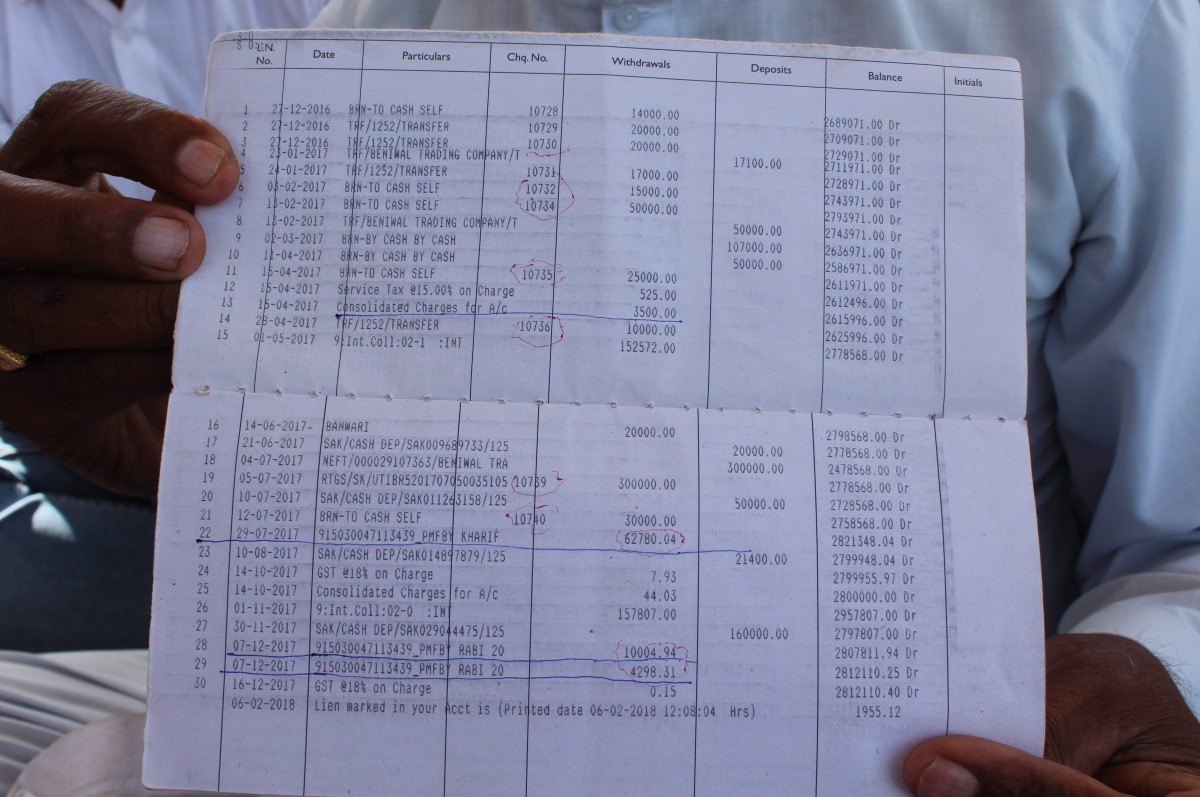 S.N. No. Date Particulars Chq. No. Withdrawals Deposits Balance Initials
1 27-12-2016 BRN-TO CASH SELF 10728 14000.00 2689071.00 Dr
2 27-12-2016 TRF/1252/TRANSFER 10729 20000.00 2709071.00 Dr
3 27-12-2016 TRF/1252/TRANSFER 10730 20000.00 2729071.00 Dr
4 23-01-2017 TRF/BENIWAL TRADING COMPANY/T 17100.00 2711971.00 Dr
5 24-01-2017 TRF/1252/TRANSFER 10731 17000.00 2728971.00 Dr
6 03-02-2017 BRN-TO CASH SELF 10732 15000.00 2743971.00 Dr
7 13-02-2017 BRN-TO CASH SELF 10734 50000.00 2793971.00 Dr
8 13-02-2017 TRF/BENIWAL TRADING COMPANY/T 50000.00 2743971.00 Dr
9 02-03-2017 BRN-BY CASH BY CASH 107000.00 2636971.00 Dr
10 11-04-2017 BRN-BY CASH BY CASH 50000.00 2586971.00 Dr
11 15-04-2017 BRN-TO CASH SELF 10735 25000.00 2611971.00 Dr
12 15-04-2017 Service Tax @15.00% on Charge 525.00 2612496.00 Dr
13 15-04-2017 Consolidated Charges for A/c 3500.00 2615996.00 Dr
14 28-04-2017 TRF/1252/TRANSFER 10736 10000.00 2625996.00 Dr
15 01-05-2017 9:Int.Coll:02-1 :INT 152572.00 2778568.00 Dr
16 14-06-2017 BANWARI 20000.00 2798568.00 Dr
17 21-06-2017 SAK/CASH DEP/SAK009689733/125 20000.00 2778568.00 Dr
18 04-07-2017 NEFT/000029107363/BENIWAL TRA 300000.00 2478568.00 Dr
19 05-07-2017 RTGS/SK/UTIBR5201707050035105 10739 300000.00 2778568.00 Dr
20 10-07-2017 SAK/CASH DEP/SAK011263158/125 50000.00 2728568.00 Dr
21 12-07-2017 BRN-TO CASH SELF 10740 30000.00 2758568.00 Dr
22 29-07-2017 915030047113439_PMFBY KHARIF 62780.04 2821348.04 Dr
23 10-08-2017 SAK/CASH DEP/SAK014897879/125 21400.00 2799948.04 Dr
24 14-10-2017 GST @18% on Charge 7.93 2799955.97 Dr
25 14-10-2017 Consolidated Charges for A/c 44.03 2800000.00 Dr
26 01-11-2017 9:Int.Coll:02-0 :INT 157807.00 2957807.00 Dr
27 30-11-2017 SAK/CASH DEP/SAK029044475/125 160000.00 2797807.00 Dr
28 07-12-2017 915030047113439_PMFBY RABI 20 10004.94 2807811.94 Dr
29 07-12-2017 915030047113439_PMFBY RABI 20 4298.31 2812110.25 Dr
30 16-12-2017 GST @18% on Charge 0.15 2812110.40 Dr
06-02-2018 Lien marked in your Acct is (Printed date 06-02-2018 12:08:04 Hrs) 1955.12